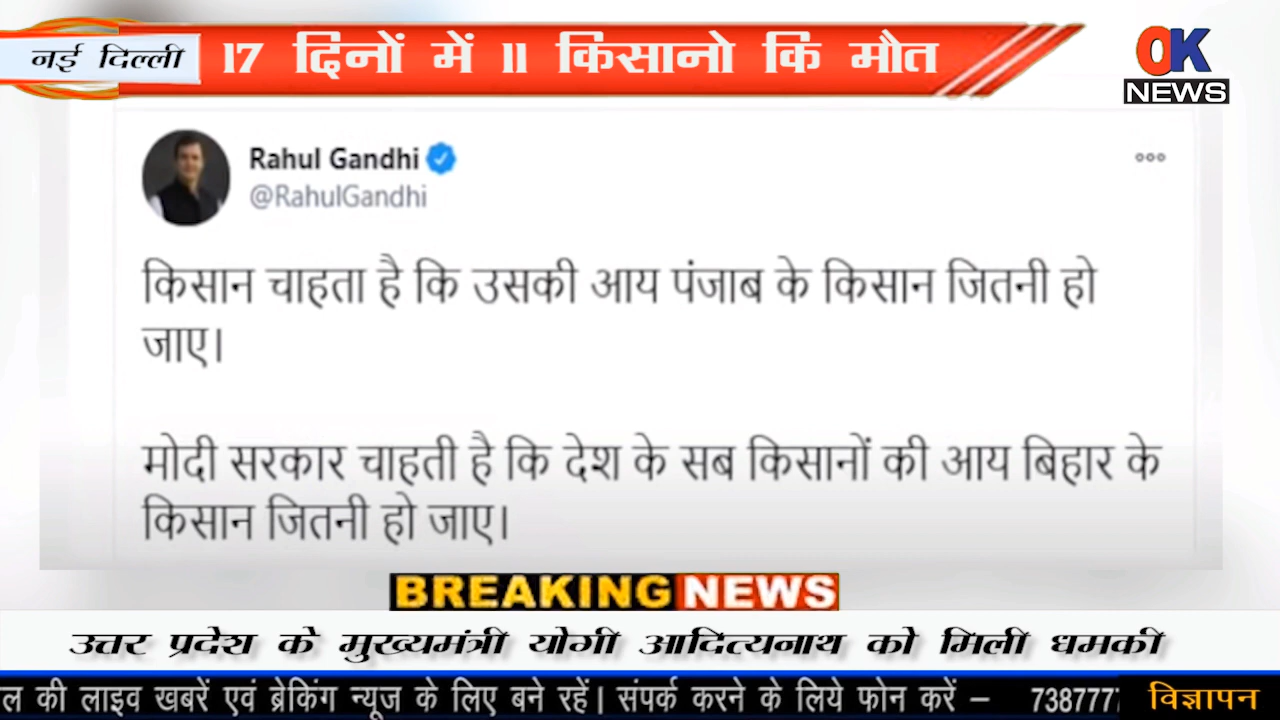 नई दिल्ली
17 दिनों में 11 किसानो कि मौत
OK
NEWS
Rahul Gandhi
@RahulGandhi
किसान चाहता है कि उसकी आय पंजाब के किसान जितनी हो
जाए।
मोदी सरकार चाहती है कि देश के सब किसानों की आय बिहार के
किसान जितनी हो जाए।
BREAKING NEWS
उत्तर प्रदेश के मुख्यमंत्री योगी आदित्यनाथ को मिली धमकी
ल की लाइव खबरें एवं ब्रेकिंग न्यूज के लिए बने रहें। संपर्क करने के लिये फोन करें – 738777
विज्ञापन